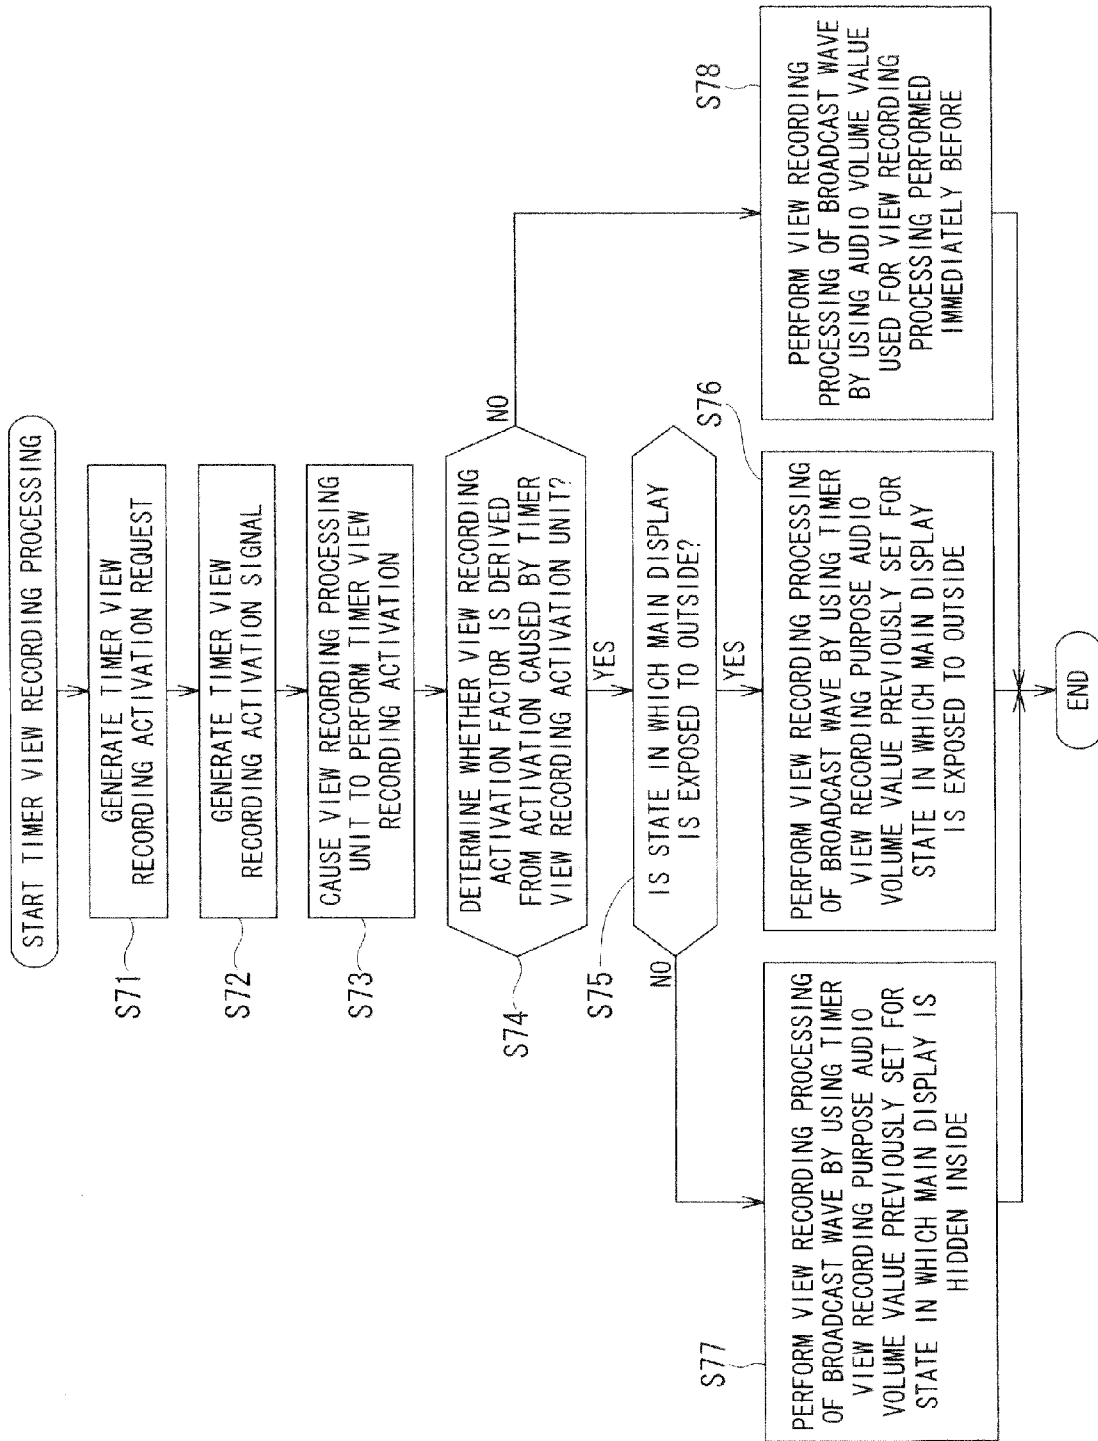 START TIMER VIEW RECORDING PROCESSING
GENERATE TIMER VIEW
RECORDING ACTIVATION REQUEST
S71
GENERATE TIMER VIEW
RECORDING ACTIVATION SIGNAL
S72
CAUSE VIEW RECORDING PROCESSING
UNIT TO PERFORM TIMER VIEW
RECORDING ACTIVATION
S73
DETERMINE WHETHER VIEW RECORDING
ACTIVATION FACTOR IS DERIVED
FROM ACTIVATION CAUSED BY TIMER
VIEW RECORDING ACTIVATION UNIT?
S74
NO
YES
IS STATE IN WHICH MAIN DISPLAY
IS EXPOSED TO OUTSIDE?
S75
NO
YES
PERFORM VIEW RECORDING PROCESSING
OF BROADCAST WAVE BY USING TIMER
VIEW RECORDING PURPOSE AUDIO
VOLUME VALUE PREVIOUSLY SET FOR
STATE IN WHICH MAIN DISPLAY IS
HIDDEN INSIDE
S77
PERFORM VIEW RECORDING PROCESSING
OF BROADCAST WAVE BY USING TIMER
VIEW RECORDING PURPOSE AUDIO
VOLUME VALUE PREVIOUSLY SET FOR
STATE IN WHICH MAIN DISPLAY
IS EXPOSED TO OUTSIDE
S76
PERFORM VIEW RECORDING
PROCESSING OF BROADCAST WAVE
BY USING AUDIO VOLUME VALUE
USED FOR VIEW RECORDING
PROCESSING PERFORMED
IMMEDIATELY BEFORE
S78
END